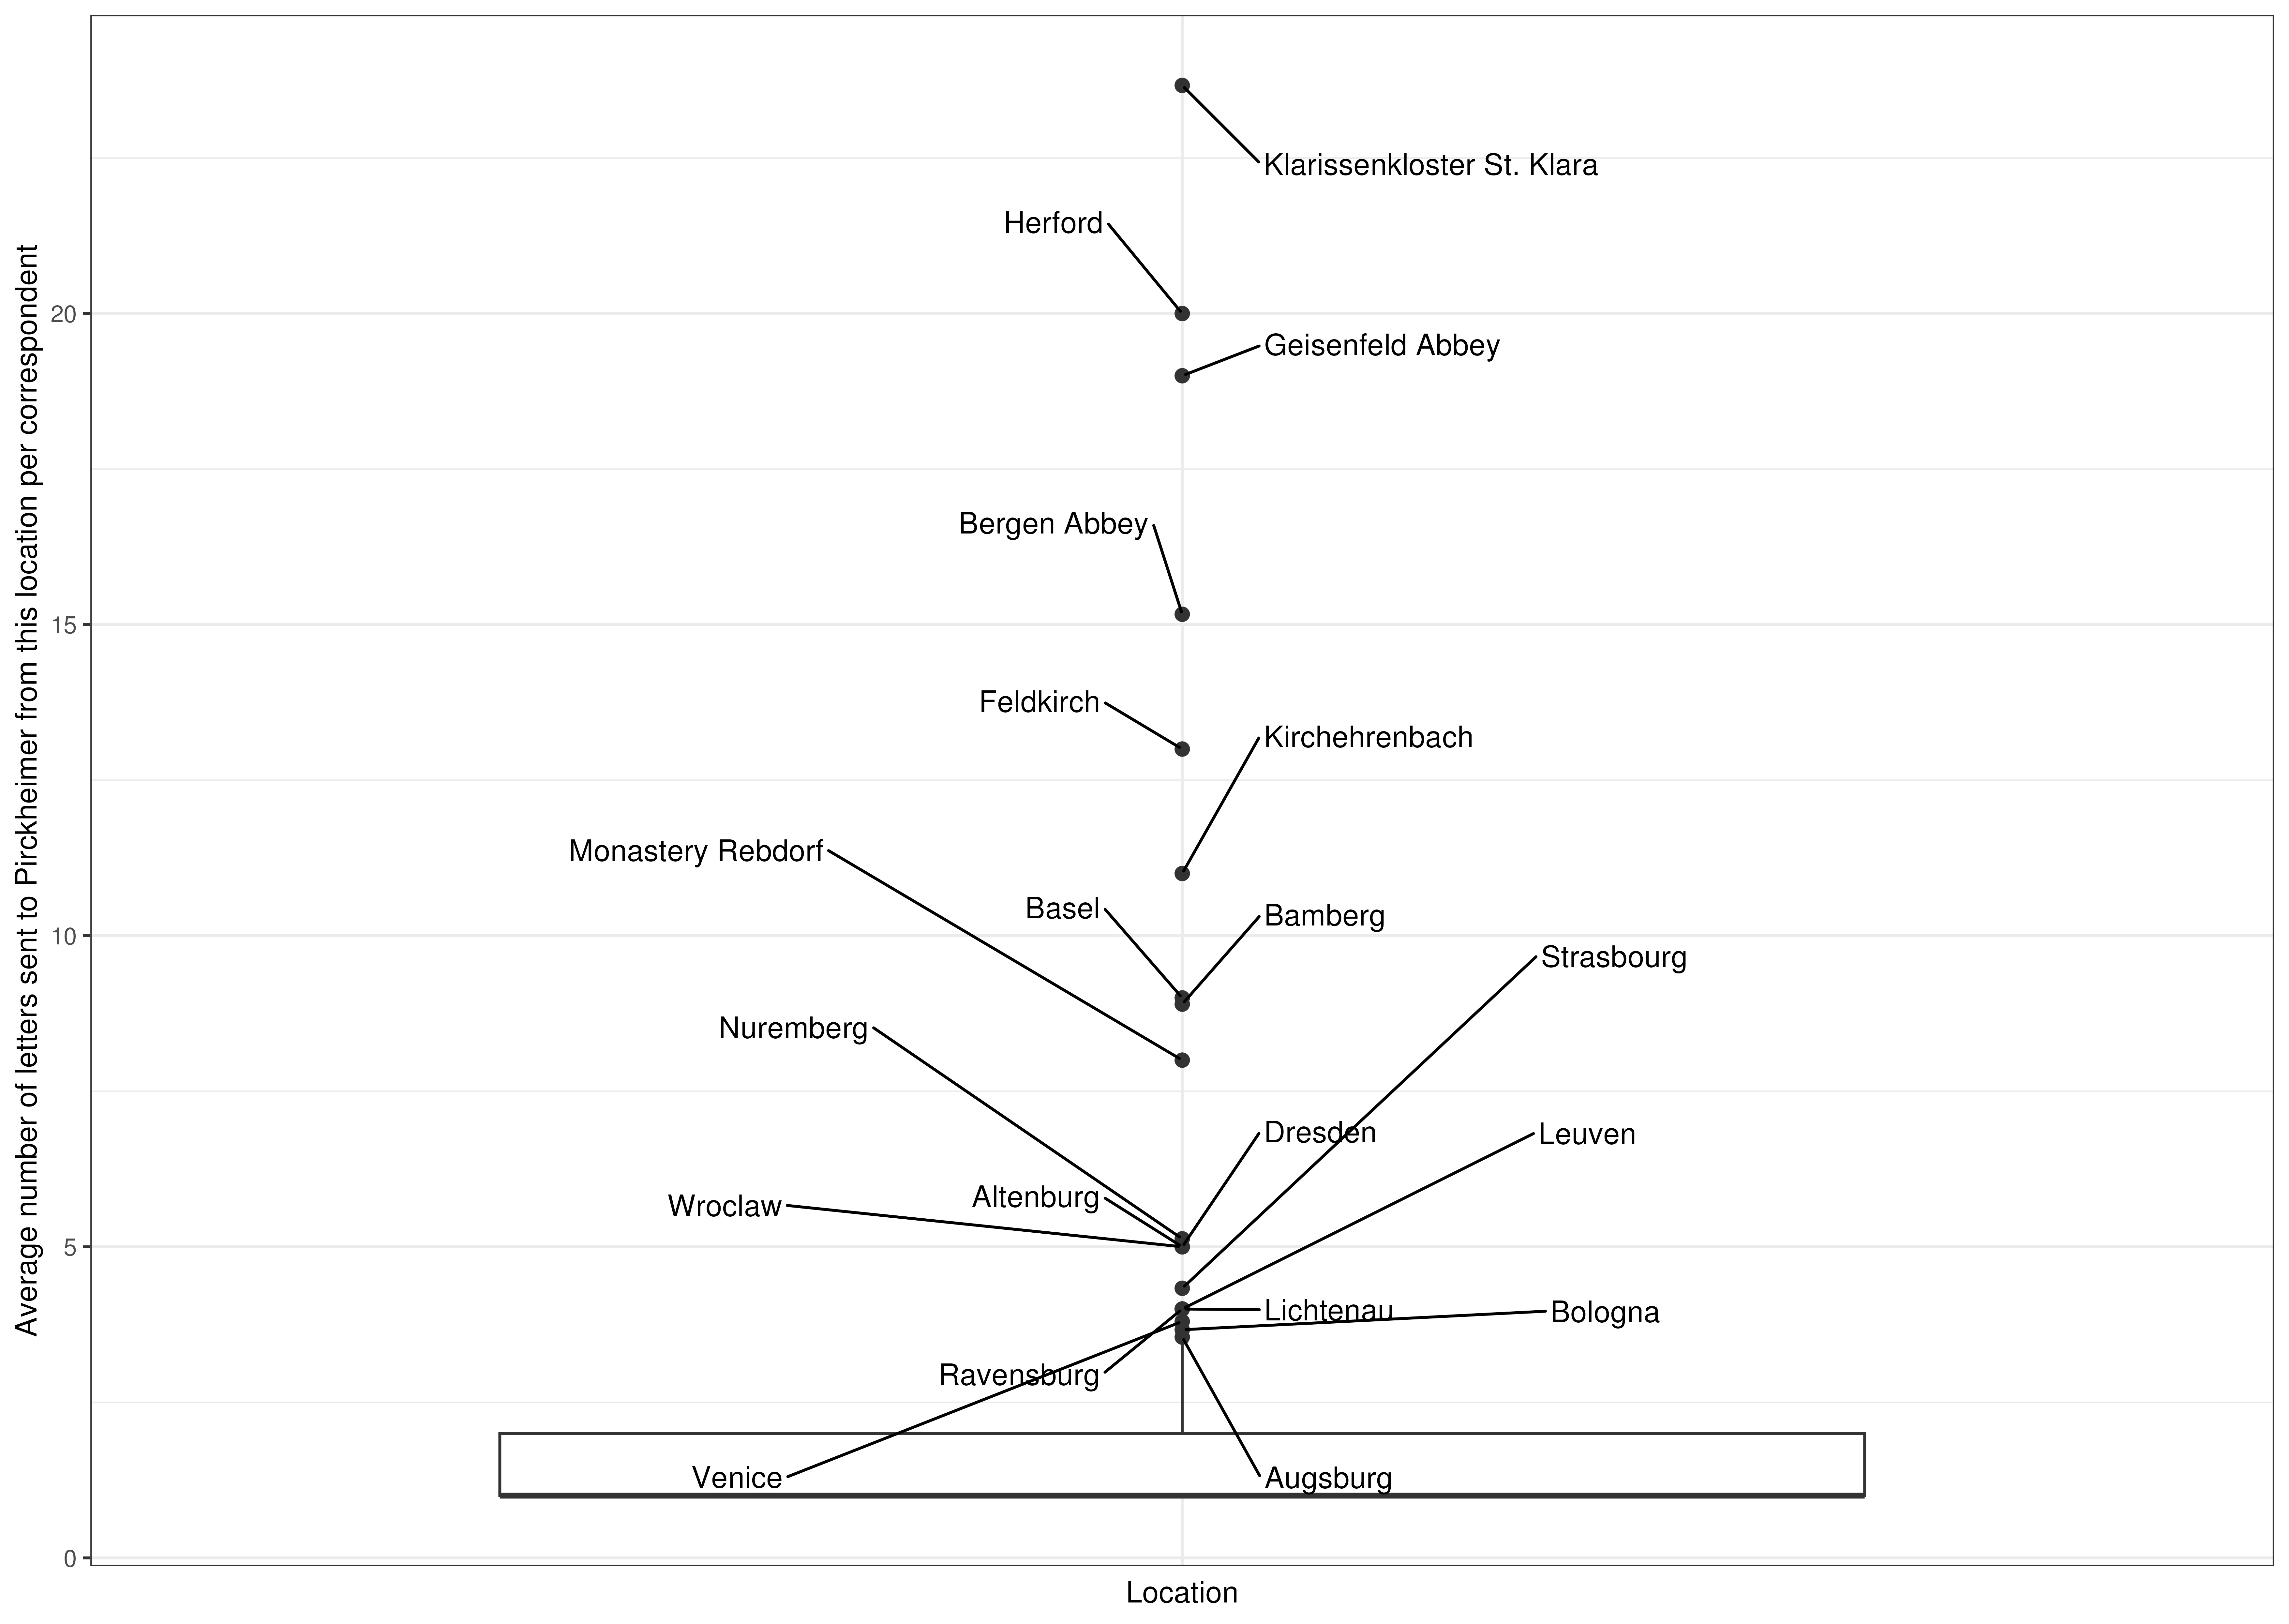 Klarissenkloster St. Klara
Herford
20
Geisenfeld Abbey
Bergen Abbey
15
Feldkirch
Kirchehrenbach
Monastery Rebdorf
Basel
Bamberg
10
Strasbourg
Nuremberg
Dresden
Leuven
Altenburg
Wroclaw
5
Lichtenau
Bologna
Ravensburg
Venice
Augsburg
0
Location
Average number of letters sent to Pirckheimer from this location per correspondent